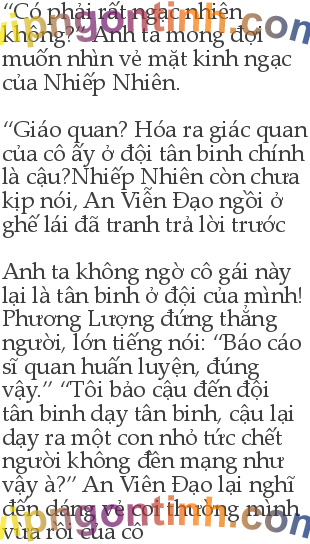 “Có phải rất ngạc nhiên
không?” Anh ta mong đợi
muốn nhìn vẻ mặt kinh ngạc
của Nhiếp Nhiên.
“Giáo quan? Hóa ra giác quan
của cô ấy ở đội tân binh chính
là cậu?Nhiếp Nhiên còn chưa
kịp nói, An Viễn Đạo ngồi ở
ghế lái đã tranh trả lời trước
Anh ta không ngờ cô gái này
lại là tân binh ở đội của mình!
Phương Lượng đứng thẳng
người, lớn tiếng nói: “Báo cáo
sĩ quan huấn luyện, đúng
vậy.” “Tôi bảo cậu đến đội
tân binh dạy tân binh, cậu lại
dạy ra một con nhỏ tức chết
người không đền mạng như
vậy à?” An Viên Đạo lại nghĩ
đến dáng vẻ coi thường mình
vừa rồi của cô
vipngontinh.com
vipngontinh.com